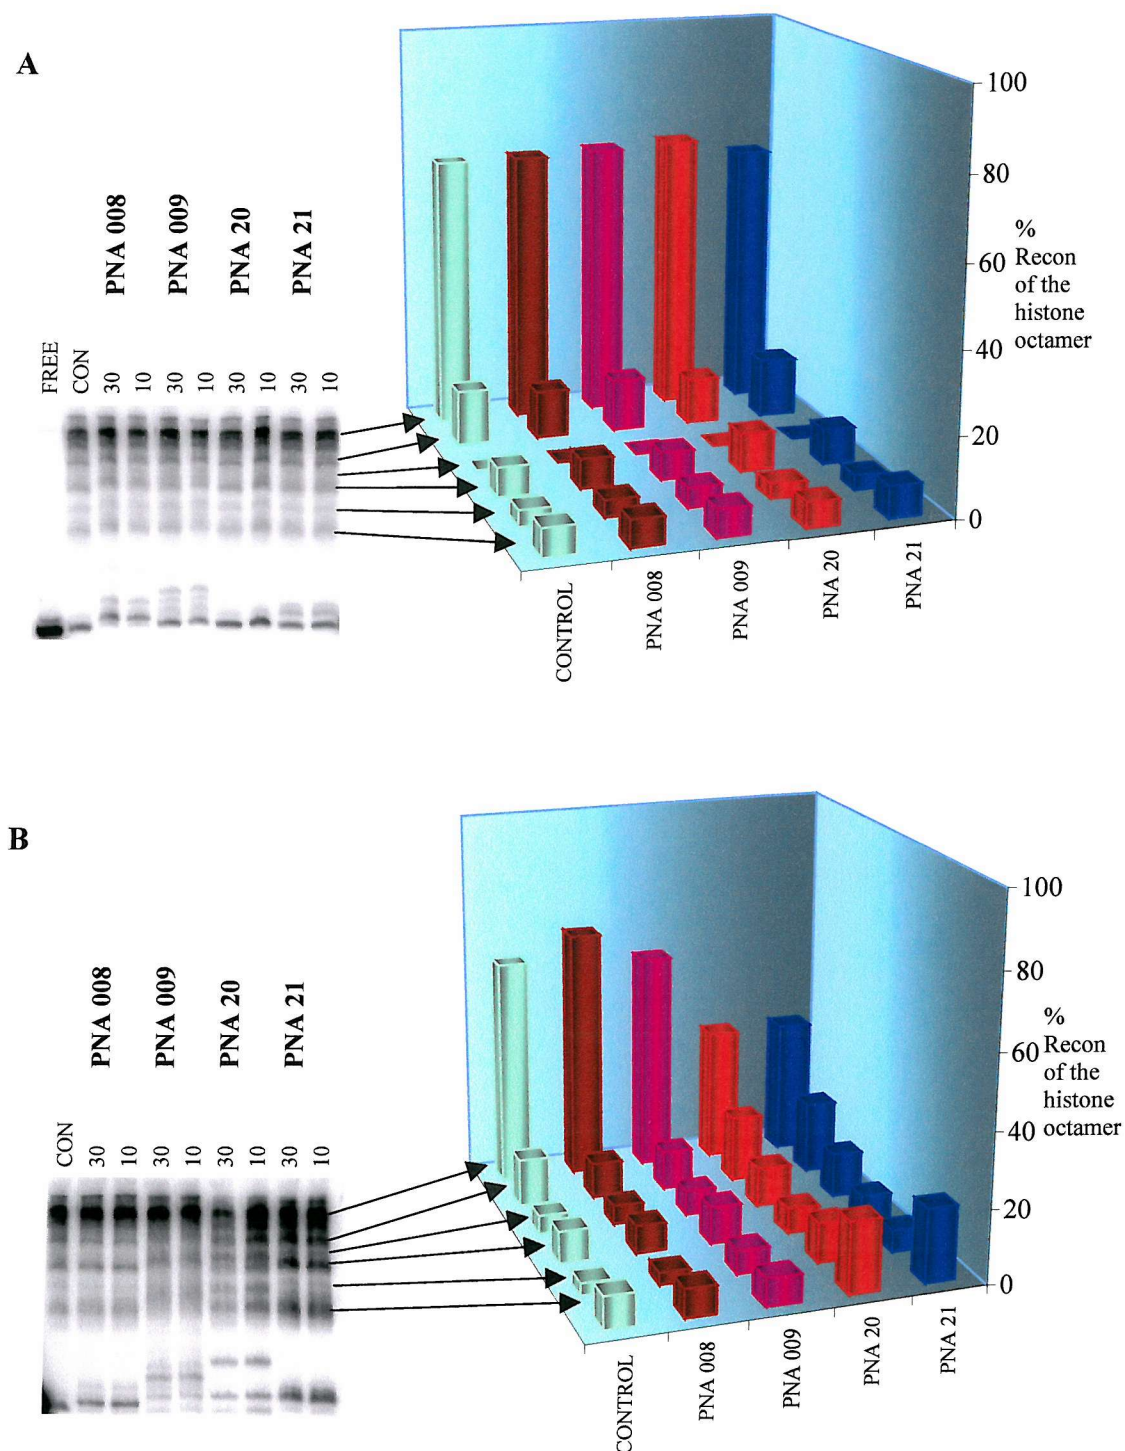 A
PNA 008
PNA 009
PNA 20
PNA 21
FREE
CON
30
10
30
10
30
10
30
10
100
80
60
40
20
0
%
Recon
of the
histone
octamer
CONTROL
PNA 008
PNA 009
PNA 20
PNA 21
B
PNA 008
PNA 009
PNA 20
PNA 21
CON
30
10
30
10
30
10
30
10
100
80
60
40
20
0
%
Recon
of the
histone
octamer
CONTROL
PNA 008
PNA 009
PNA 20
PNA 21